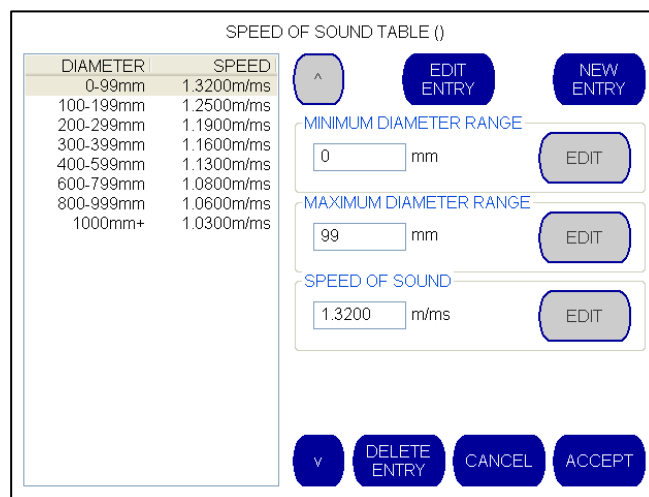 SPEED OF SOUND TABLE ()
DIAMETER SPEED
0-99mm 1.3200m/ms
100-199mm 1.2500m/ms
200-299mm 1.1900m/ms
300-399mm 1.1600m/ms
400-599mm 1.1300m/ms
600-799mm 1.0800m/ms
800-999mm 1.0600m/ms
1000mm+ 1.0300m/ms
^
EDIT
ENTRY
NEW
ENTRY
MINIMUM DIAMETER RANGE
0 mm EDIT
MAXIMUM DIAMETER RANGE
99 mm EDIT
SPEED OF SOUND
1.3200 m/ms EDIT
v
DELETE
ENTRY
CANCEL
ACCEPT